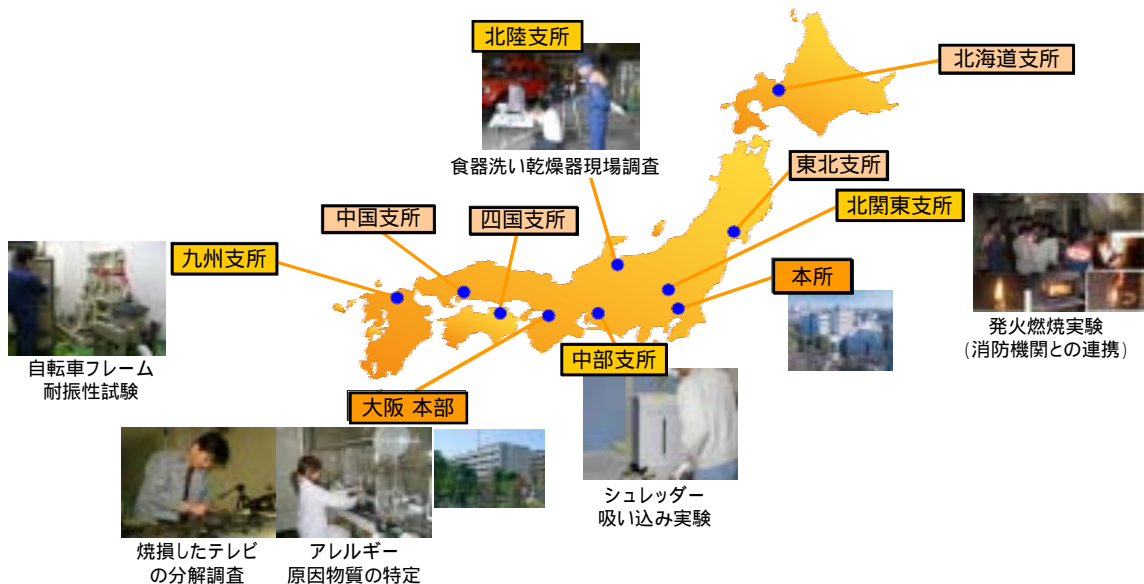 北陸支所
北海道支所
食器洗い乾燥器現場調査
東北支所
中国支所
四国支所
北関東支所
九州支所
本所
発火燃焼実験
(消防機関との連携)
自転車フレーム
耐振性試験
中部支所
大阪 本部
シュレッダー
吸い込み実験
焼損したテレビ
の分解調査
アレルギー
原因物質の特定